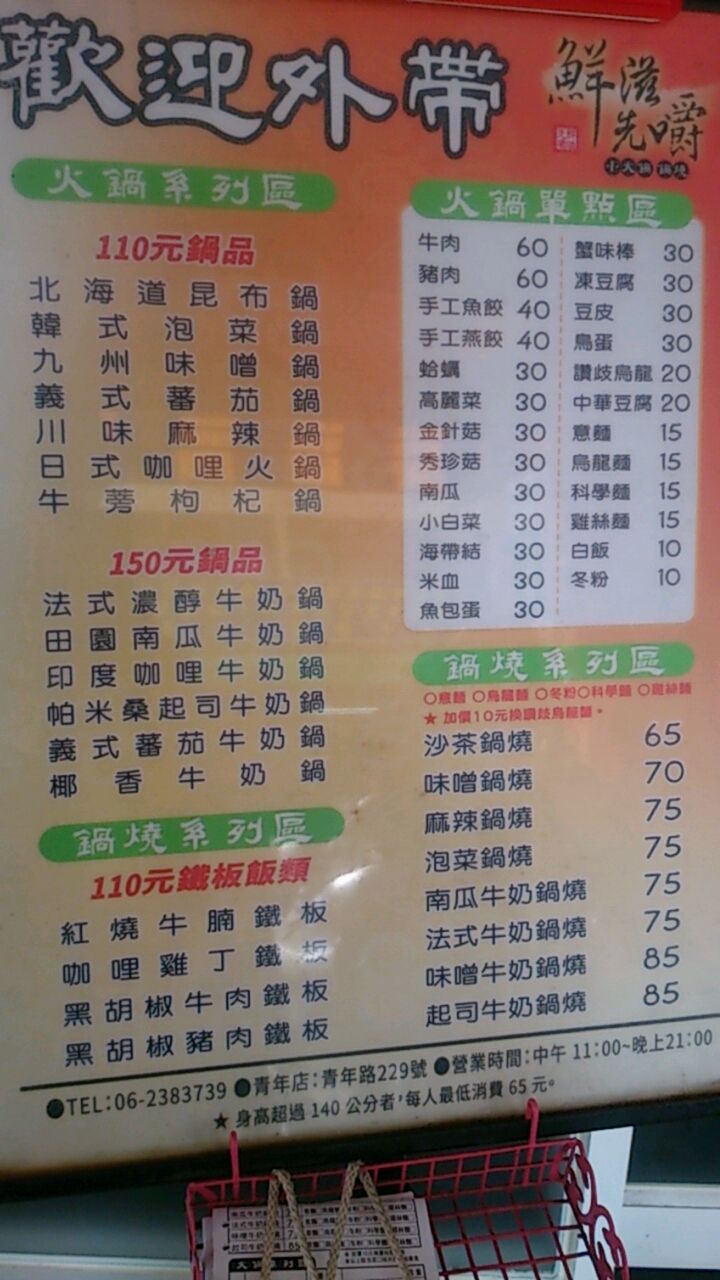 歡迎外帶
鮮滋
先嚼
小火鍋 鍋燒
火鍋系列區
110元鍋品
北海道昆布鍋
韓式泡菜鍋
九州味噌鍋
義式蕃茄鍋
川味麻辣鍋
日式咖哩火鍋
牛蒡枸杞鍋
150元鍋品
法式濃醇牛奶鍋
田園南瓜牛奶鍋
印度咖哩牛奶鍋
帕米桑起司牛奶鍋
義式蕃茄牛奶鍋
椰香牛奶鍋
鍋燒系列區
110元鐵板飯類
紅燒牛腩鐵板
咖哩雞丁鐵板
黑胡椒牛肉鐵板
黑胡椒豬肉鐵板
火鍋單點區
牛肉 60
豬肉 60
手工魚餃 40
手工燕餃 40
蛤蠣 30
高麗菜 30
金針菇 30
秀珍菇 30
南瓜 30
小白菜 30
海帶結 30
米血 30
魚包蛋 30
蟹味棒 30
凍豆腐 30
豆皮 30
鳥蛋 30
讚歧烏龍 20
中華豆腐 20
意麵 15
烏龍麵 15
科學麵 15
雞絲麵 15
白飯 10
冬粉 10
鍋燒系列區
○意麵 ○烏龍麵 ○冬粉○科學麵 ○雞絲麵
★ 加價10元換讚歧烏龍麵。
沙茶鍋燒 65
味噌鍋燒 70
麻辣鍋燒 75
泡菜鍋燒 75
南瓜牛奶鍋燒 75
法式牛奶鍋燒 75
味噌牛奶鍋燒 85
起司牛奶鍋燒 85
●TEL:06-2383739 ●青年店:青年路229號 ●營業時間:中午 11:00~晚上21:00
★ 身高超過 140 公分者,每人最低消費 65 元。